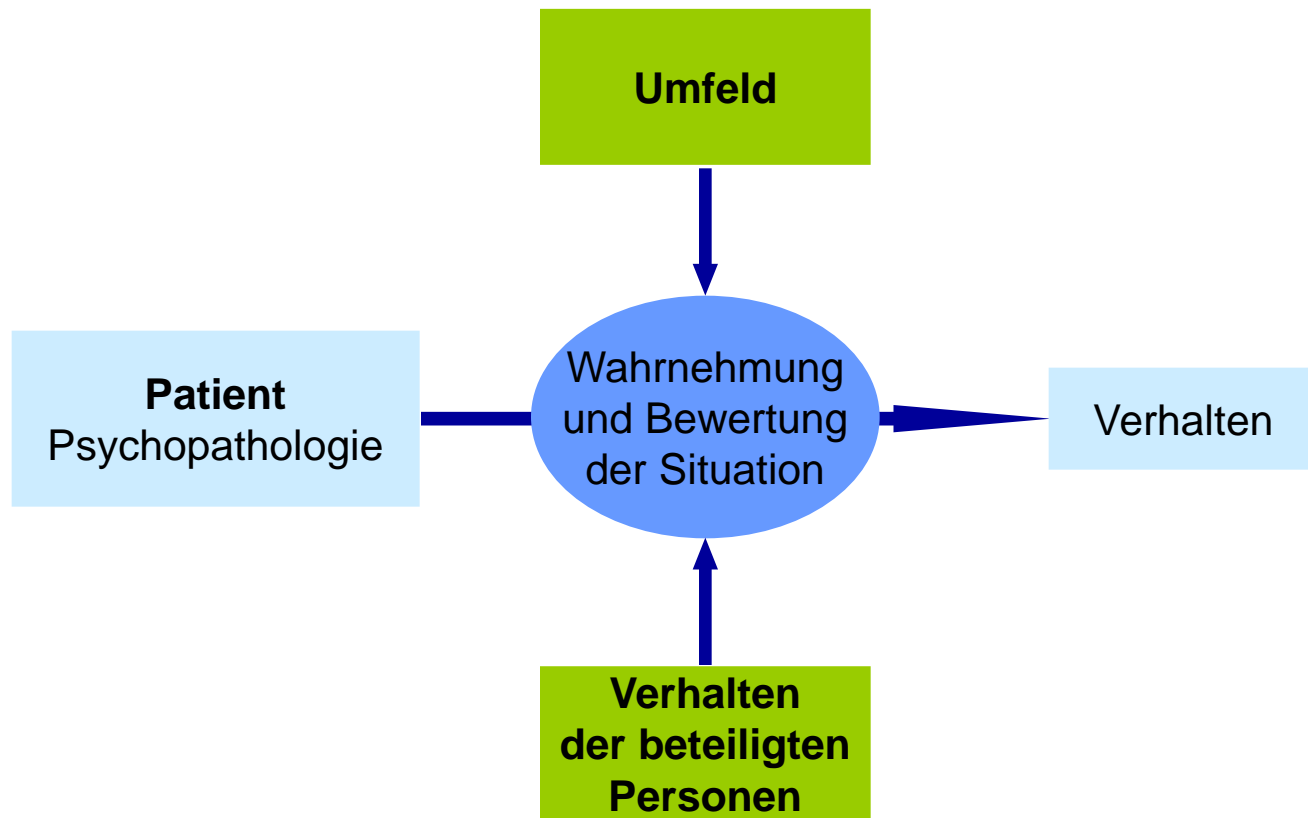 Umfeld
Patient
Psychopathologie
Wahrnehmung
und Bewertung
der Situation
Verhalten
Verhalten
der beteiligten
Personen